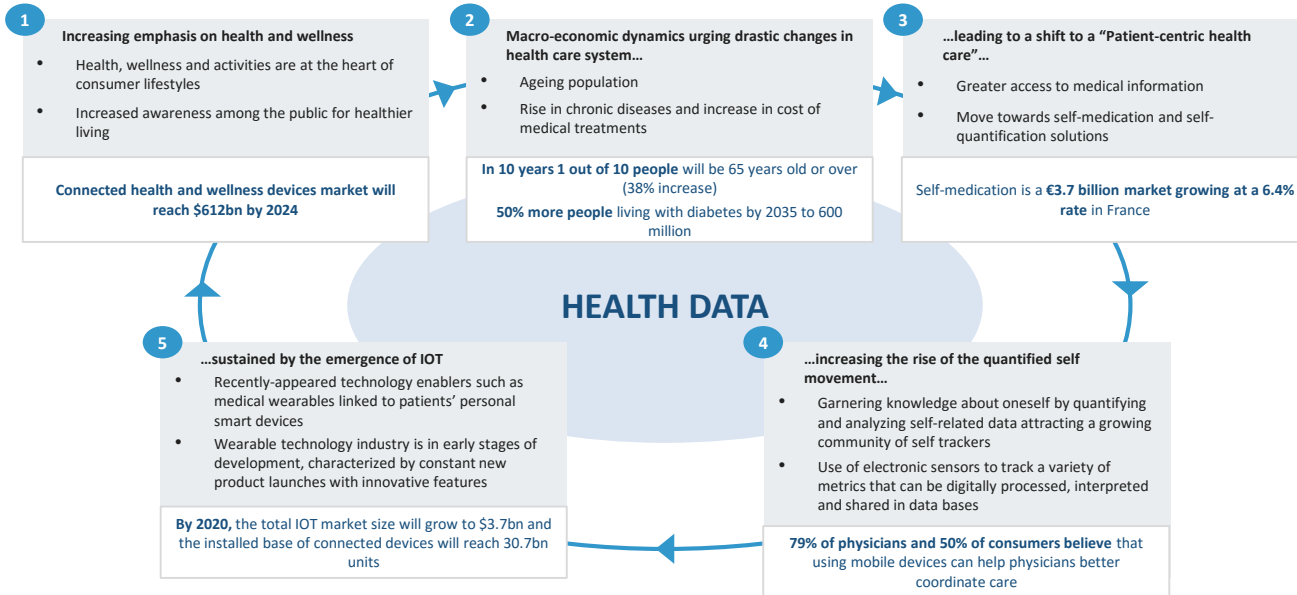 1
Increasing emphasis on health and wellness
• Health, wellness and activities are at the heart of
consumer lifestyles
• Increased awareness among the public for healthier
living
Connected health and wellness devices market will
reach $612bn by 2024
2
Macro-economic dynamics urging drastic changes in
health care system…
• Ageing population
• Rise in chronic diseases and increase in cost of
medical treatments
In 10 years 1 out of 10 people will be 65 years old or over
(38% increase)
50% more people living with diabetes by 2035 to 600
million
3
…leading to a shift to a “Patient-centric health
care”…
• Greater access to medical information
• Move towards self-medication and self-
quantification solutions
Self-medication is a €3.7 billion market growing at a 6.4%
rate in France
HEALTH DATA
4
…increasing the rise of the quantified self
movement…
• Garnering knowledge about oneself by quantifying
and analyzing self-related data attracting a growing
community of self trackers
• Use of electronic sensors to track a variety of
metrics that can be digitally processed, interpreted
and shared in data bases
79% of physicians and 50% of consumers believe that
using mobile devices can help physicians better
coordinate care
5
…sustained by the emergence of IOT
• Recently-appeared technology enablers such as
medical wearables linked to patients’ personal
smart devices
• Wearable technology industry is in early stages of
development, characterized by constant new
product launches with innovative features
By 2020, the total IOT market size will grow to $3.7bn and
the installed base of connected devices will reach 30.7bn
units